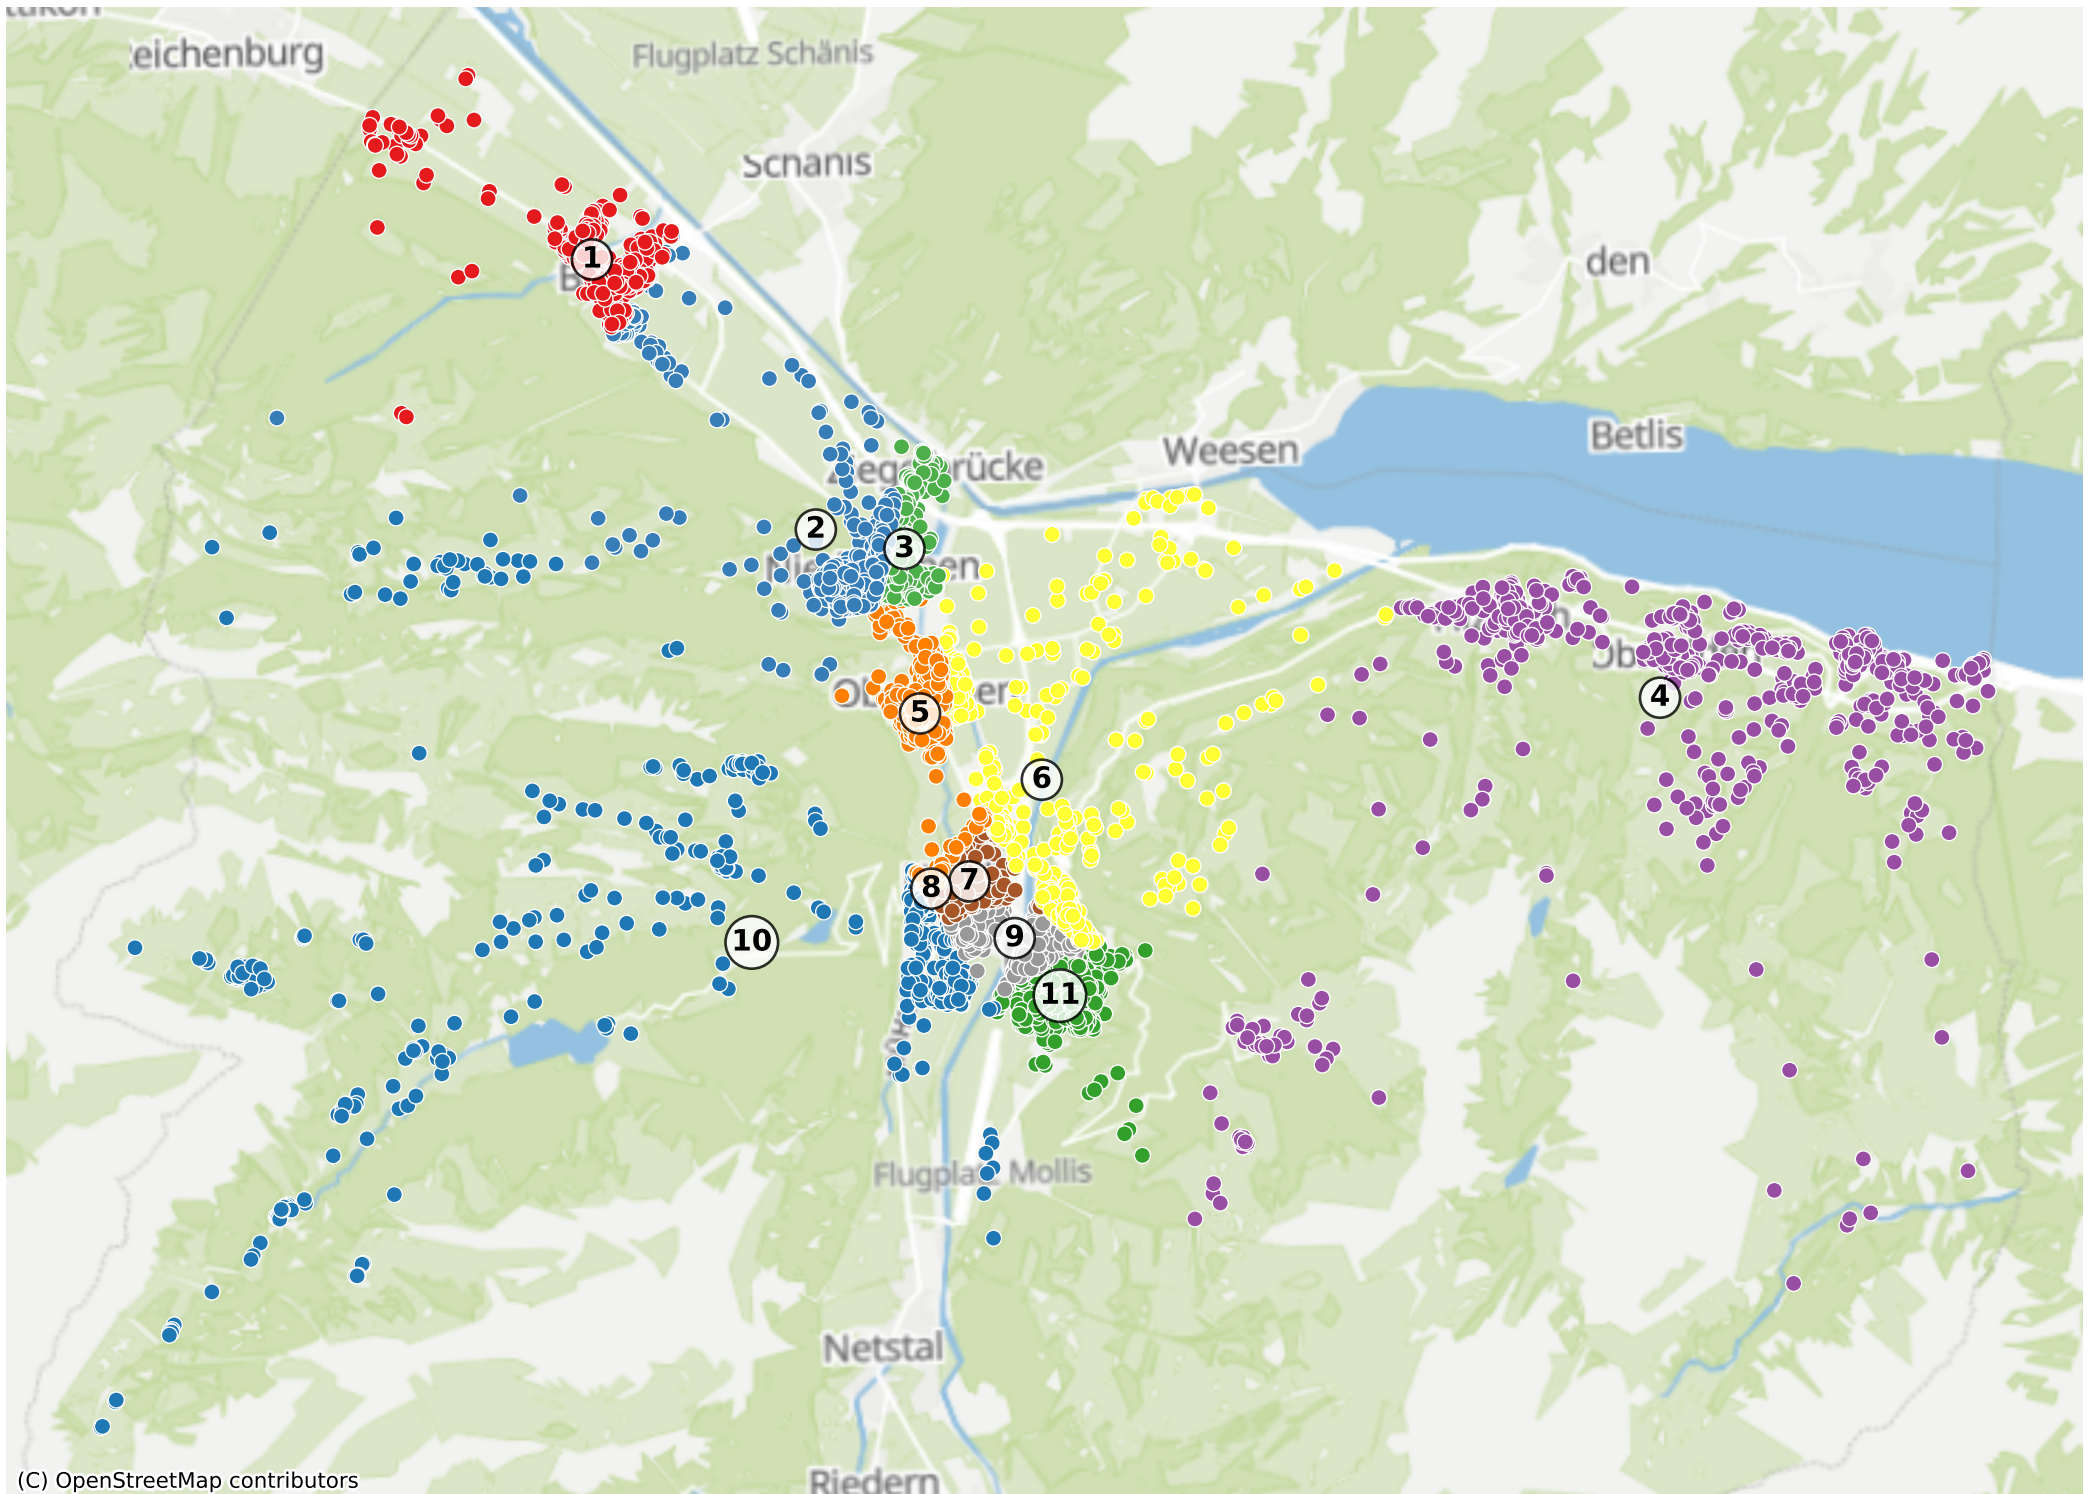 eichenburg
Flugplatz Schänis
Schänis
den
1
Weesen
Betlis
2
3
4
5
6
7
8
9
10
11
Flugplatz Mollis
Netstal
Riedern
(C) OpenStreetMap contributors